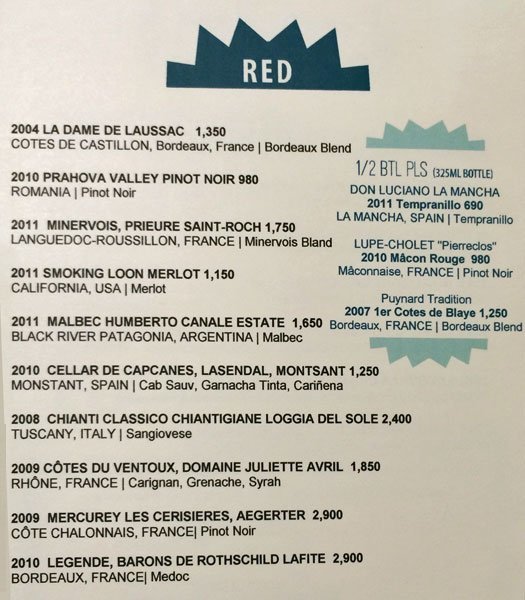 RED
2004 LA DAME DE LAUSSAC 1,350
COTES DE CASTILLON, Bordeaux, France | Bordeaux Blend
2010 PRAHOVA VALLEY PINOT NOIR 980
ROMANIA | Pinot Noir
2011 MINERVOIS, PRIEURE SAINT-ROCH 1,750
LANGUEDOC-ROUSSILLON, FRANCE | Minervois Bland
2011 SMOKING LOON MERLOT 1,150
CALIFORNIA, USA | Merlot
2011 MALBEC HUMBERTO CANALE ESTATE 1,650
BLACK RIVER PATAGONIA, ARGENTINA | Malbec
2010 CELLAR DE CAPCANES, LASENDAL, MONTSANT 1,250
MONSTANT, SPAIN | Cab Sauv, Garnacha Tinta, Cariñena
2008 CHIANTI CLASSICO CHIANTIGIANE LOGGIA DEL SOLE 2,400
TUSCANY, ITALY | Sangiovese
2009 CÔTES DU VENTOUX, DOMAINE JULIETTE AVRIL 1,850
RHÔNE, FRANCE | Carignan, Grenache, Syrah
2009 MERCUREY LES CERISIERES, AEGERTER 2,900
CÔTE CHALONNAIS, FRANCE| Pinot Noir
2010 LEGENDE, BARONS DE ROTHSCHILD LAFITE 2,900
BORDEAUX, FRANCE| Medoc
1/2 BTL PLS (325ML BOTTLE)
DON LUCIANO LA MANCHA
2011 Tempranillo 690
LA MANCHA, SPAIN | Tempranillo
LUPE-CHOLET "Pierreclos"
2010 Mâcon Rouge 980
Mâconnaise, FRANCE | Pinot Noir
Puynard Tradition
2007 1er Cotes de Blaye 1,250
Bordeaux, FRANCE | Bordeaux Blend